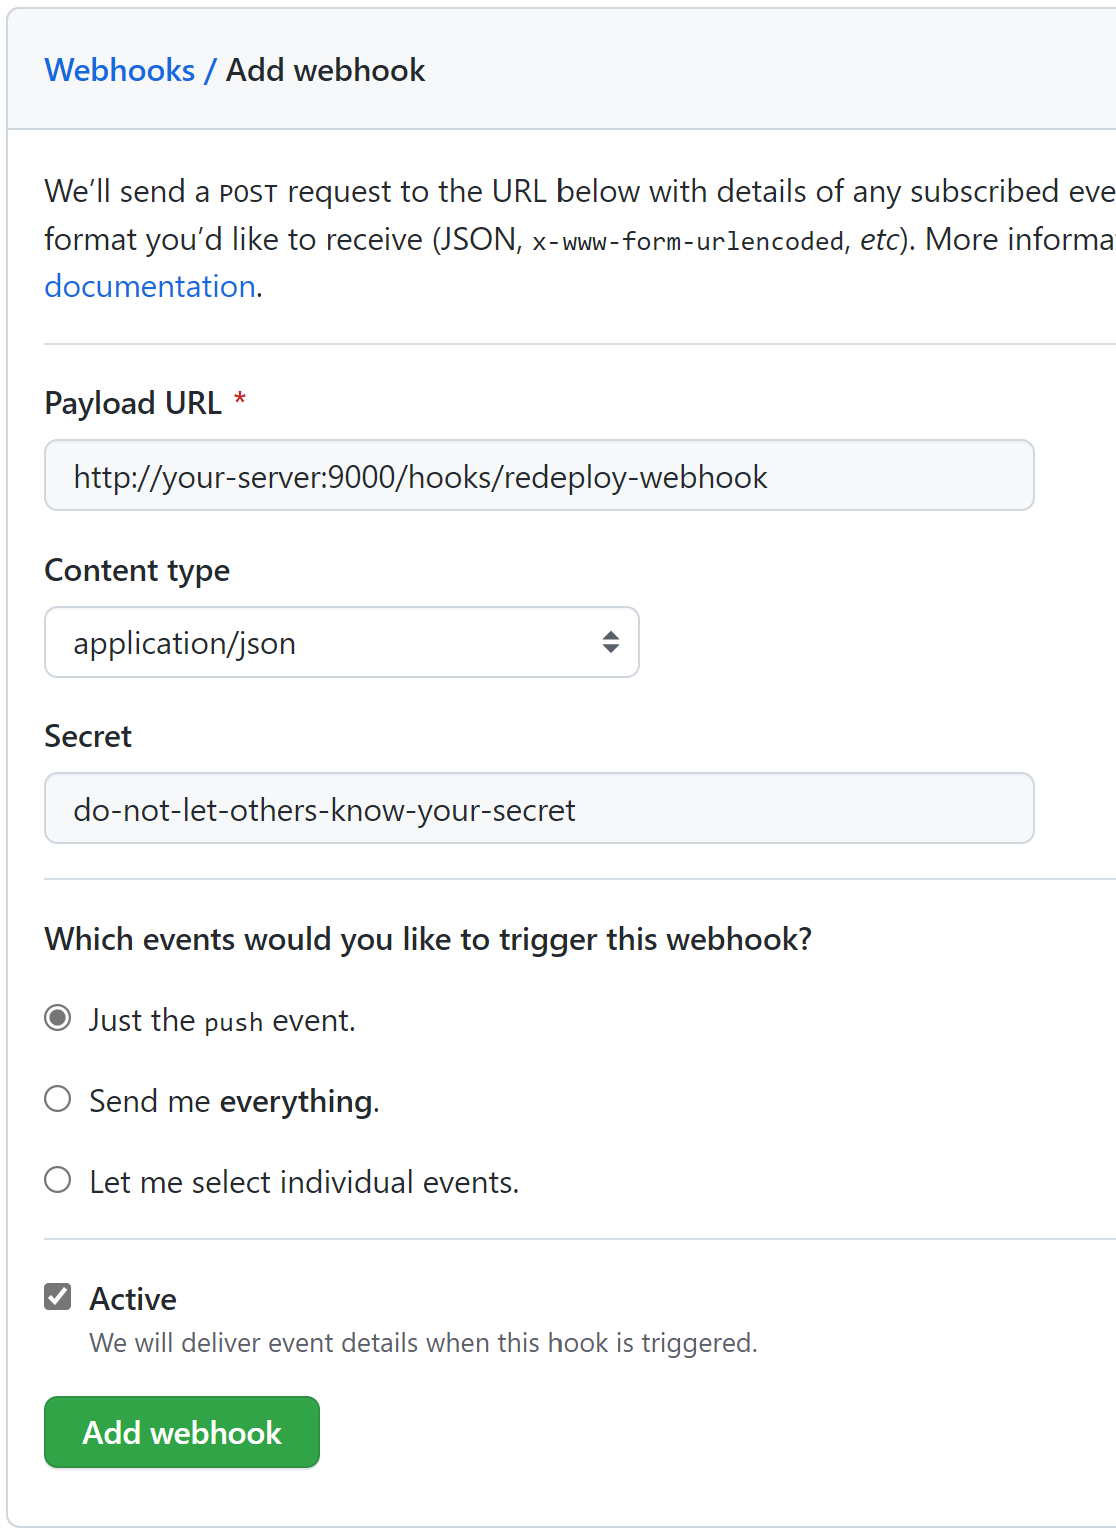 Webhooks / Add webhook
We’ll send a POST request to the URL below with details of any subscribed eve
format you’d like to receive (JSON, x-www-form-urlencoded, etc). More informa
documentation.
Payload URL *
http://your-server:9000/hooks/redeploy-webhook
Content type
application/json
Secret
do-not-let-others-know-your-secret
Which events would you like to trigger this webhook?
Just the push event.
Send me everything.
Let me select individual events.
Active
We will deliver event details when this hook is triggered.
Add webhook